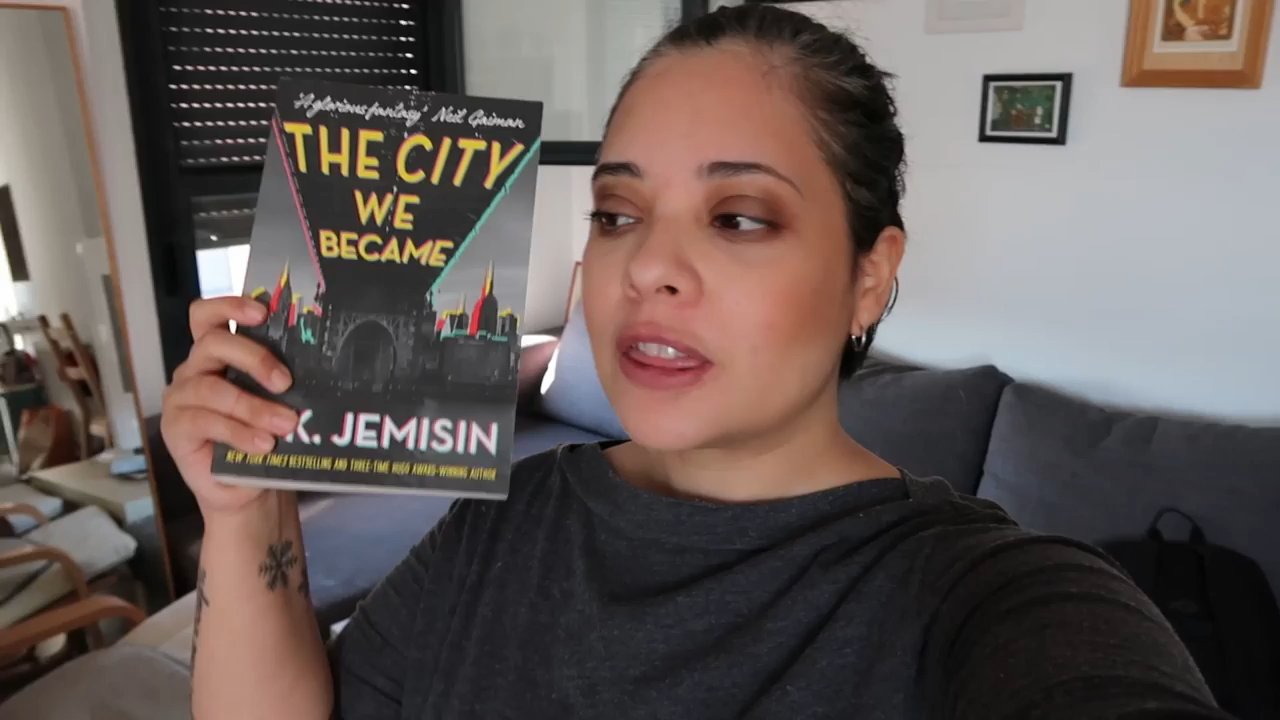 'A glorious fantasy' Neil Gaiman
THE CITY
WE
BECAME
K. JEMISIN
NEW YORK TIMES BESTSELLING AND THREE-TIME HUGO AWARD-WINNING AUTHOR